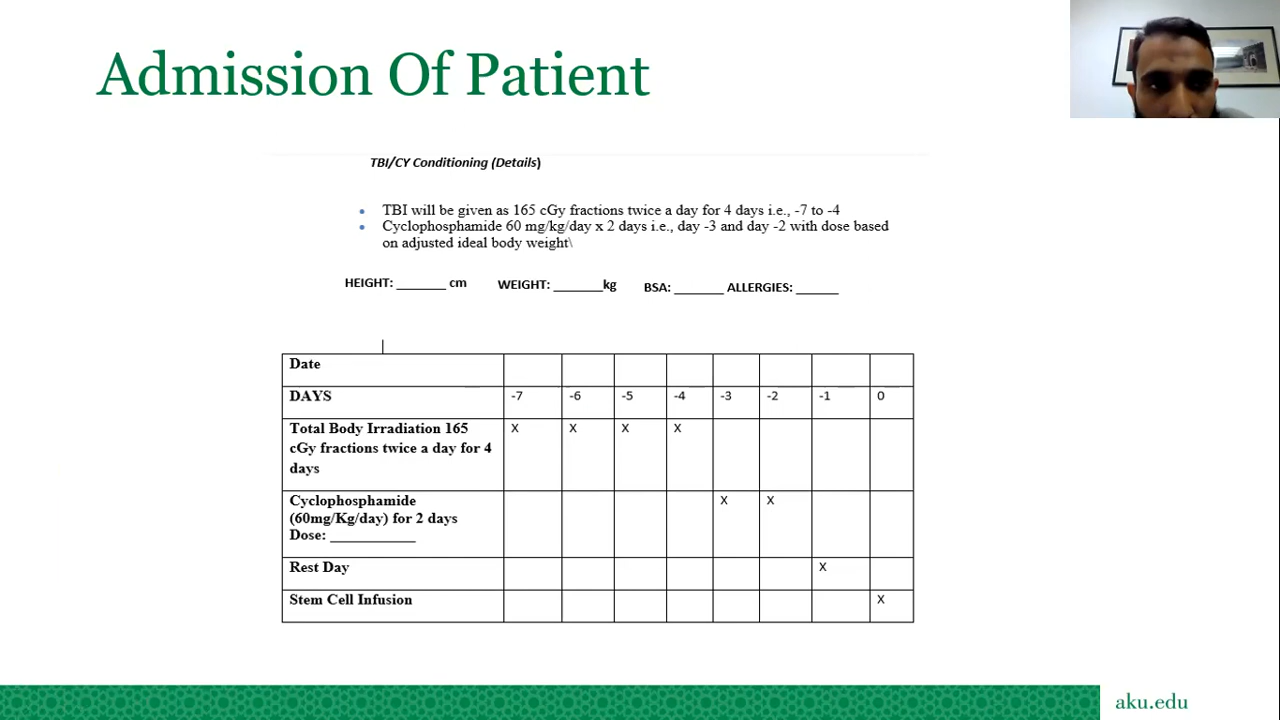 Admission Of Patient
TBI/CY Conditioning (Details)
TBI will be given as 165 cGy fractions twice a day for 4 days i.e., -7 to -4
Cyclophosphamide 60 mg/kg/day x 2 days i.e., day -3 and day -2 with dose based
on adjusted ideal body weight\
HEIGHT: _______ cm WEIGHT: _______kg BSA: _______ ALLERGIES: ______
Date
DAYS -7 -6 -5 -4 -3 -2 -1 0
Total Body Irradiation 165 X X X X
cGy fractions twice a day for 4
days
Cyclophosphamide X X
(60mg/Kg/day) for 2 days
Dose: ____________
Rest Day X
Stem Cell Infusion X
aku.edu